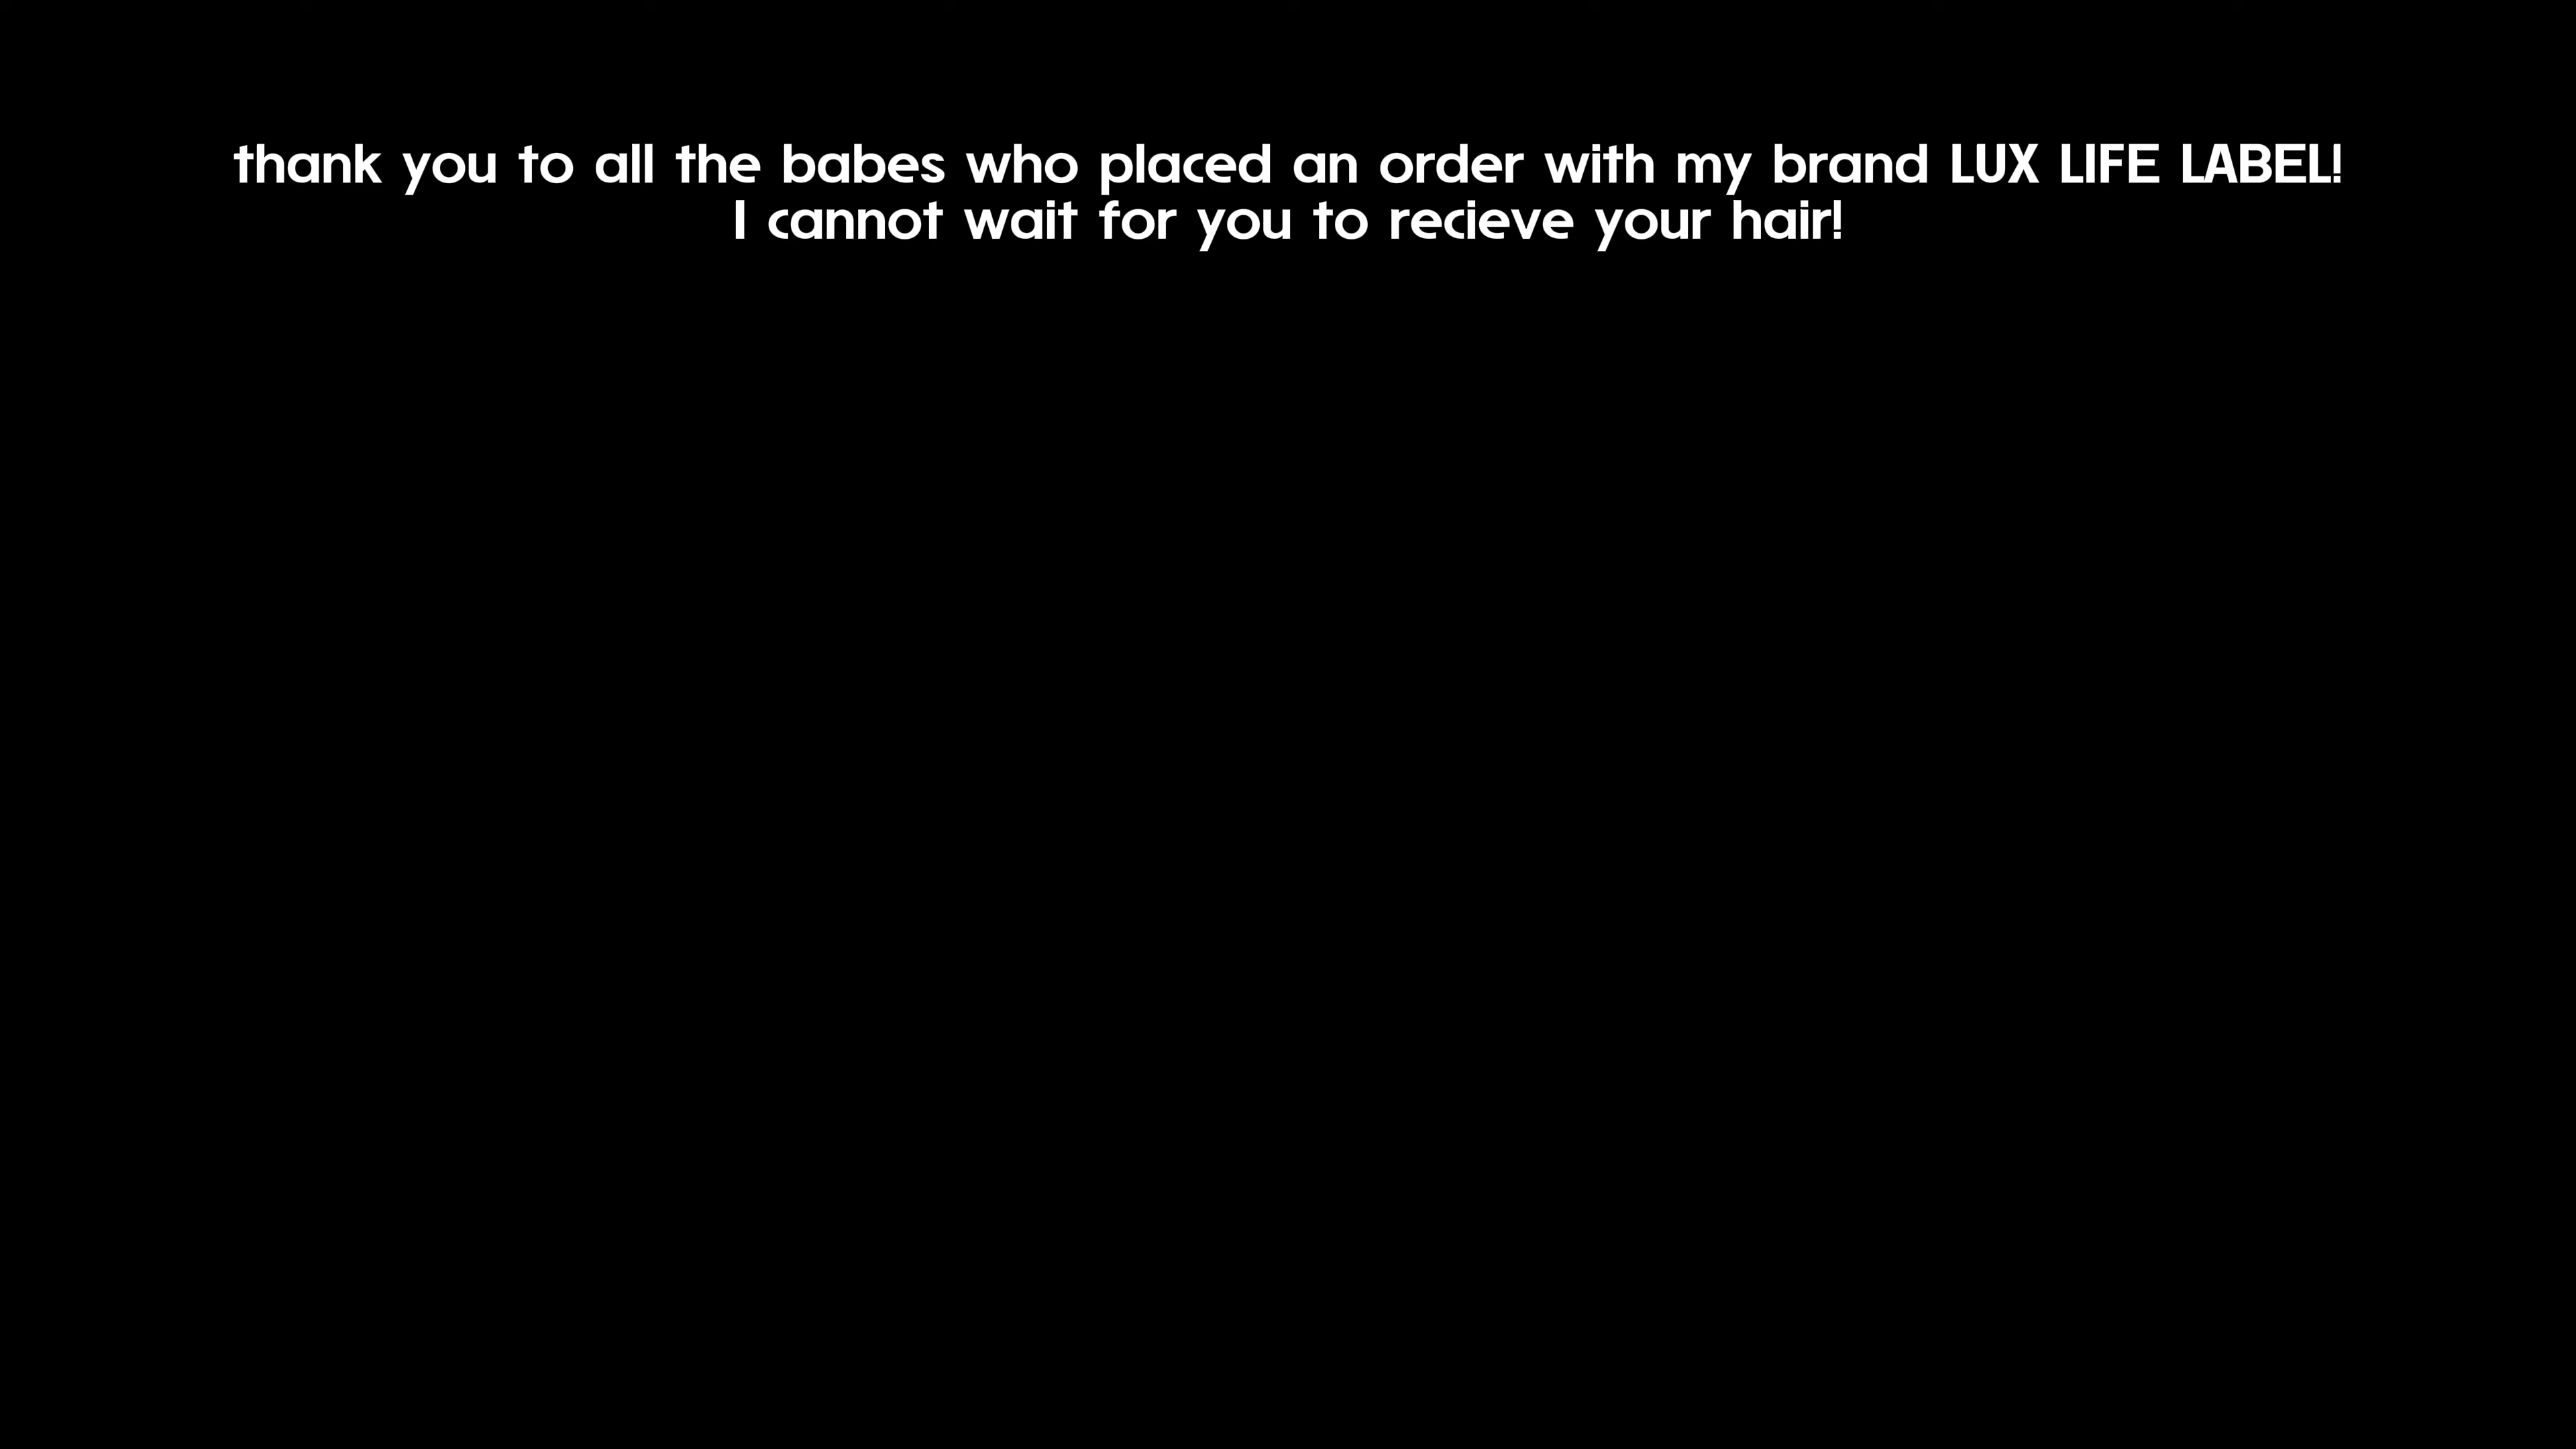 thank you to all the babes who placed an order with my brand LUX LIFE LABEL!
I cannot wait for you to recieve your hair!